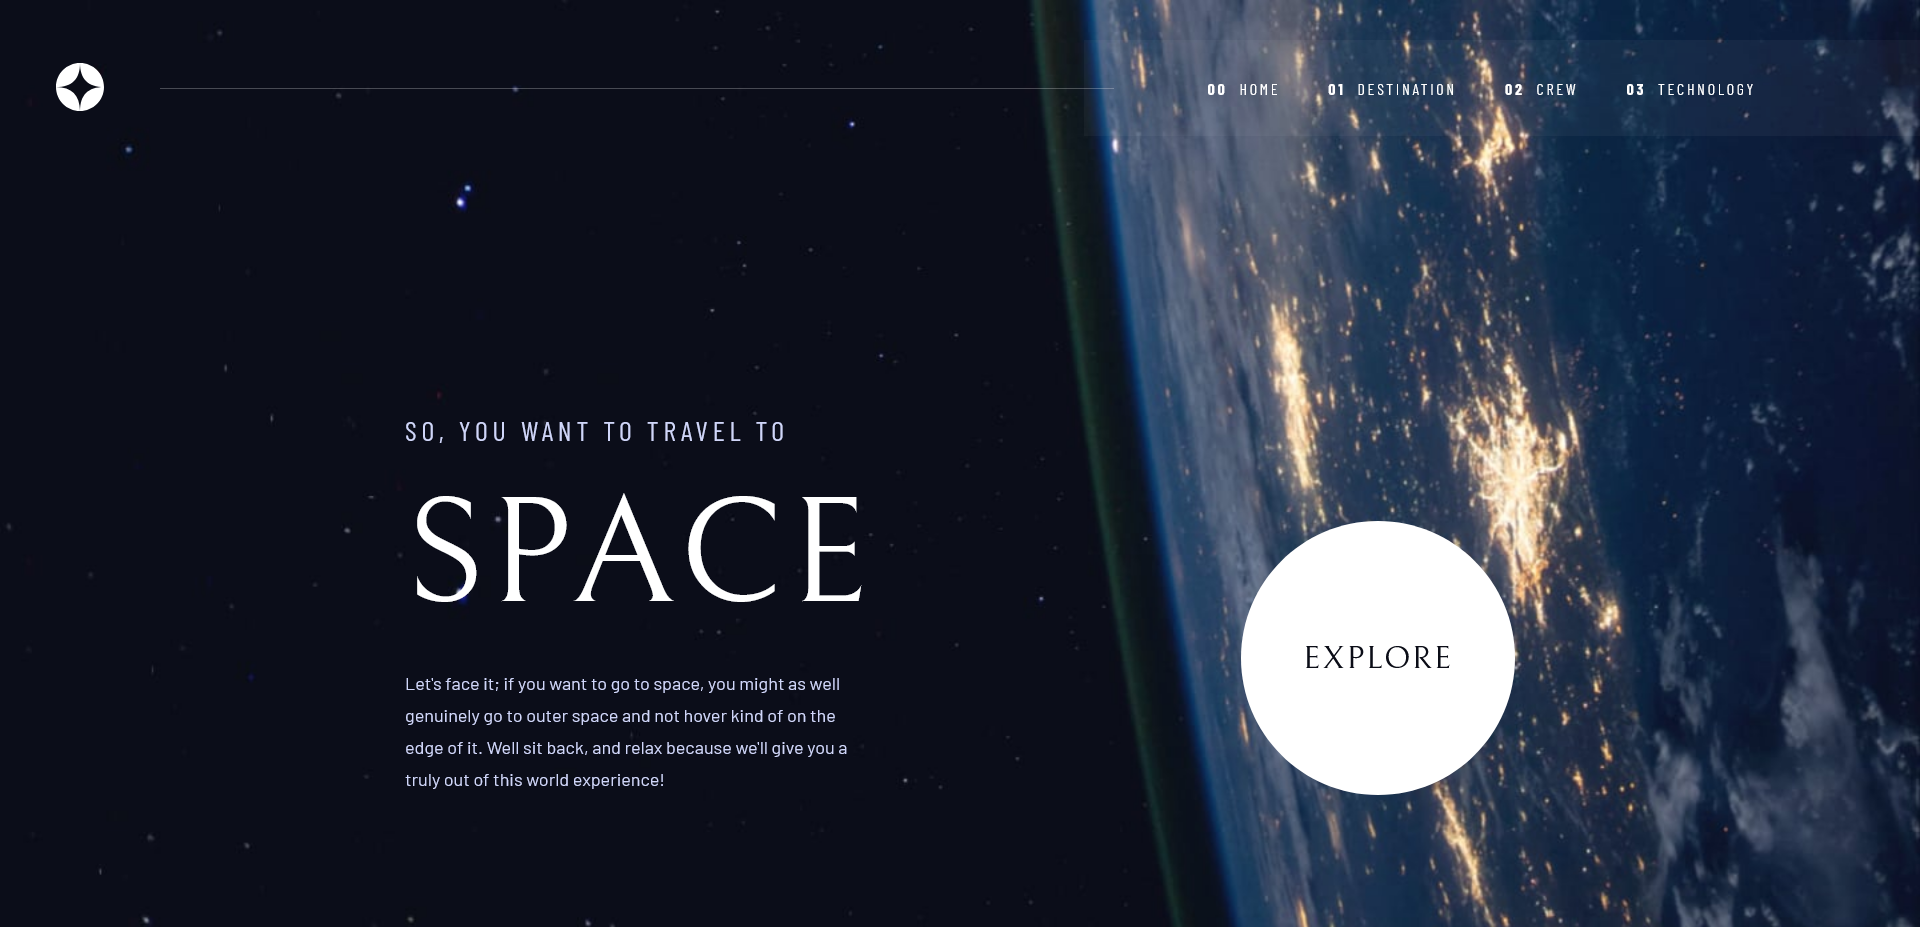 00 HOME 01 DESTINATION 02 CREW 03 TECHNOLOGY
SO, YOU WANT TO TRAVEL TO
SPACE
Let's face it; if you want to go to space, you might as well
genuinely go to outer space and not hover kind of on the
edge of it. Well sit back, and relax because we'll give you a
truly out of this world experience!
EXPLORE